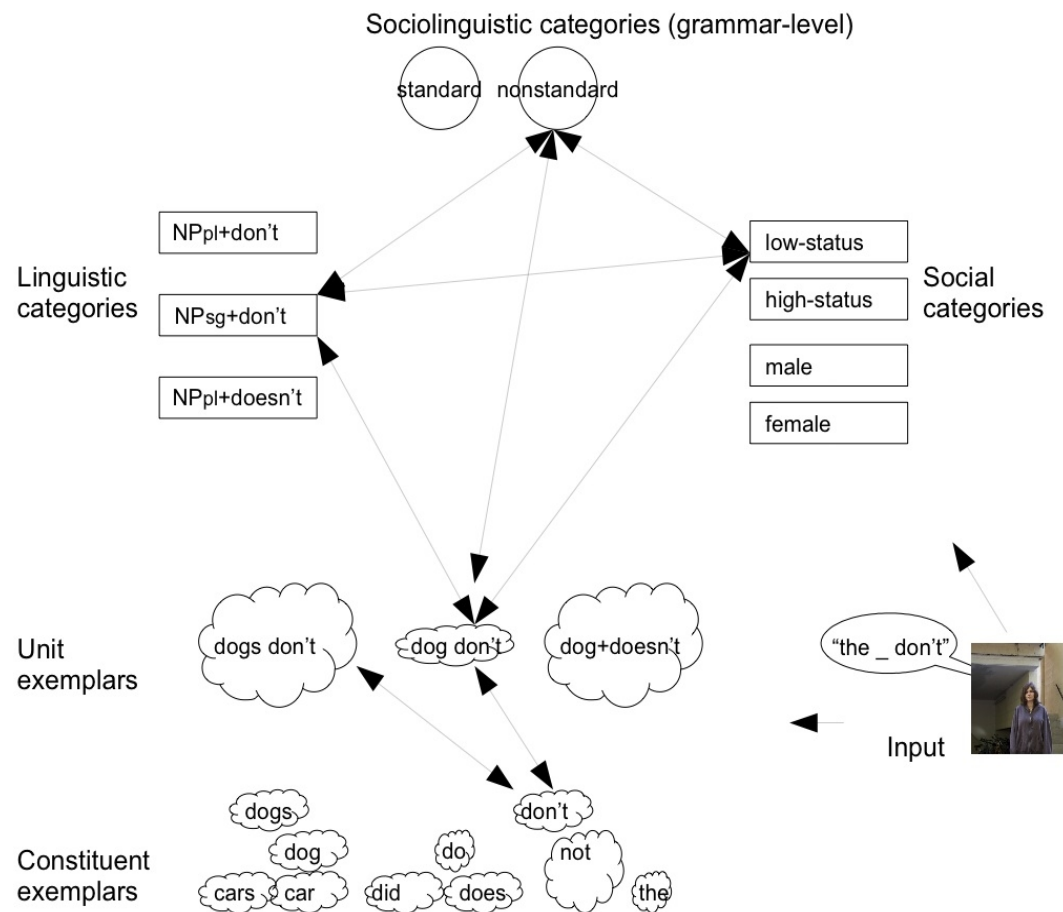 Sociolinguistic categories (grammar-level)
standard nonstandard
NPpl+don't
low-status
Linguistic
categories
NPsg+don't
high-status
Social
categories
male
NPpl+doesn't
female
Unit
exemplars
dogs don't
dog don't
dog+doesn't
“the _ don't”
Input
dogs
don't
dog
do
not
Constituent
exemplars
cars
car
did
does
the